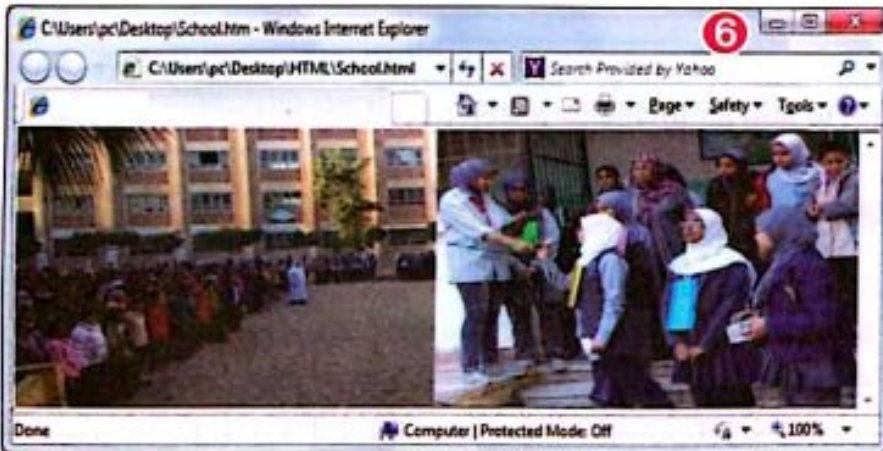 C:\Users\pc\Desktop\School.htm - Windows Internet Explorer
6
C:\Users\pc\Desktop\HTML\School.html
Search Provided by Yahoo
Page Safety Tools
Done
Computer | Protected Mode: Off
100%